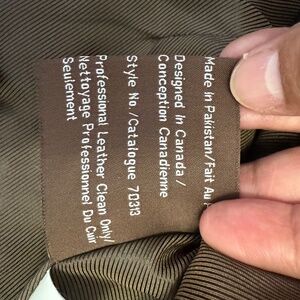 Made in Pakistan/Fait Au
Designed in Canada /
Conception Canadienne
Style No /Catalogue 70313
Professional Leather Clean Only/
Nettoyage Professionnel Du Cuir
Seulement